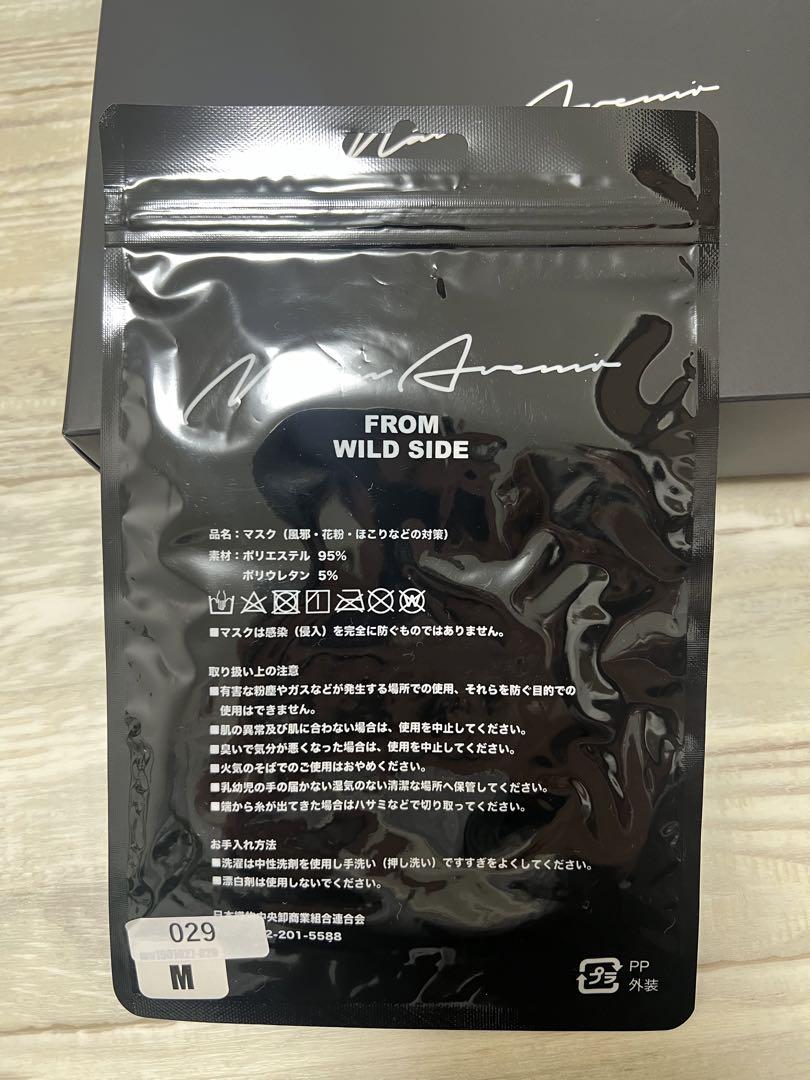 FROM
WILD SIDE
品名：マスク（風邪・花粉・ほこりなどの対策）
素材：ポリエステル 95%
ポリウレタン 5%
■マスクは感染（侵入）を完全に防ぐものではありません。
取り扱い上の注意
■有害な粉塵やガスなどが発生する場所での使用、それらを防ぐ目的での
使用はできません。
■肌の異常及び肌に合わない場合は、使用を中止してください。
■臭いで気分が悪くなった場合は、使用を中止してください。
■火気のそばでのご使用はおやめください。
■乳幼児の手の届かない湿気のない清潔な場所へ保管してください。
■端から糸が出てきた場合はハサミなどで切り取ってください。
お手入れ方法
■洗濯は中性洗剤を使用し手洗い（押し洗い）ですすぎをよくしてください。
■漂白剤は使用しないでください。
中央卸商業組合連合会
2-201-5588
029
M
プラ
PP
外装